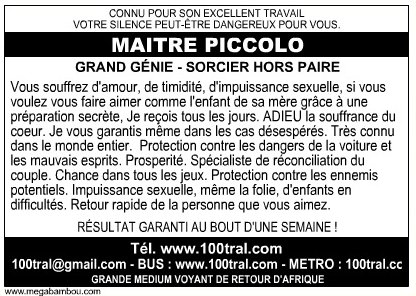 CONNU POUR SON EXCELLENT TRAVAIL
VOTRE SILENCE PEUT-ÊTRE DANGEREUX POUR VOUS.
MAITRE PICCOLO
GRAND GÉNIE - SORCIER HORS PAIRE
Vous souffrez d'amour, de timidité, d'impuissance sexuelle, si vous
voulez vous faire aimer comme l'enfant de sa mère grâce à une
préparation secrète, Je reçois tous les jours. ADIEU la souffrance du
coeur. Je vous garantis même dans les cas désespérés. Très connu
dans le monde entier. Protection contre les dangers de la voiture et
les mauvais esprits. Prosperité. Spécialiste de réconciliation du
couple. Chance dans tous les jeux. Protection contre les ennemis
potentiels. Impuissance sexuelle, même la folie, d'enfants en
difficultés. Retour rapide de la personne que vous aimez.
RÉSULTAT GARANTI AU BOUT D'UNE SEMAINE !
Tél. www.100tral.com
100tral@gmail.com - BUS : www.100tral.com - METRO : 100tral.cc
GRANDE MEDIUM VOYANT DE RETOUR D'AFRIQUE
www.megabambou.com